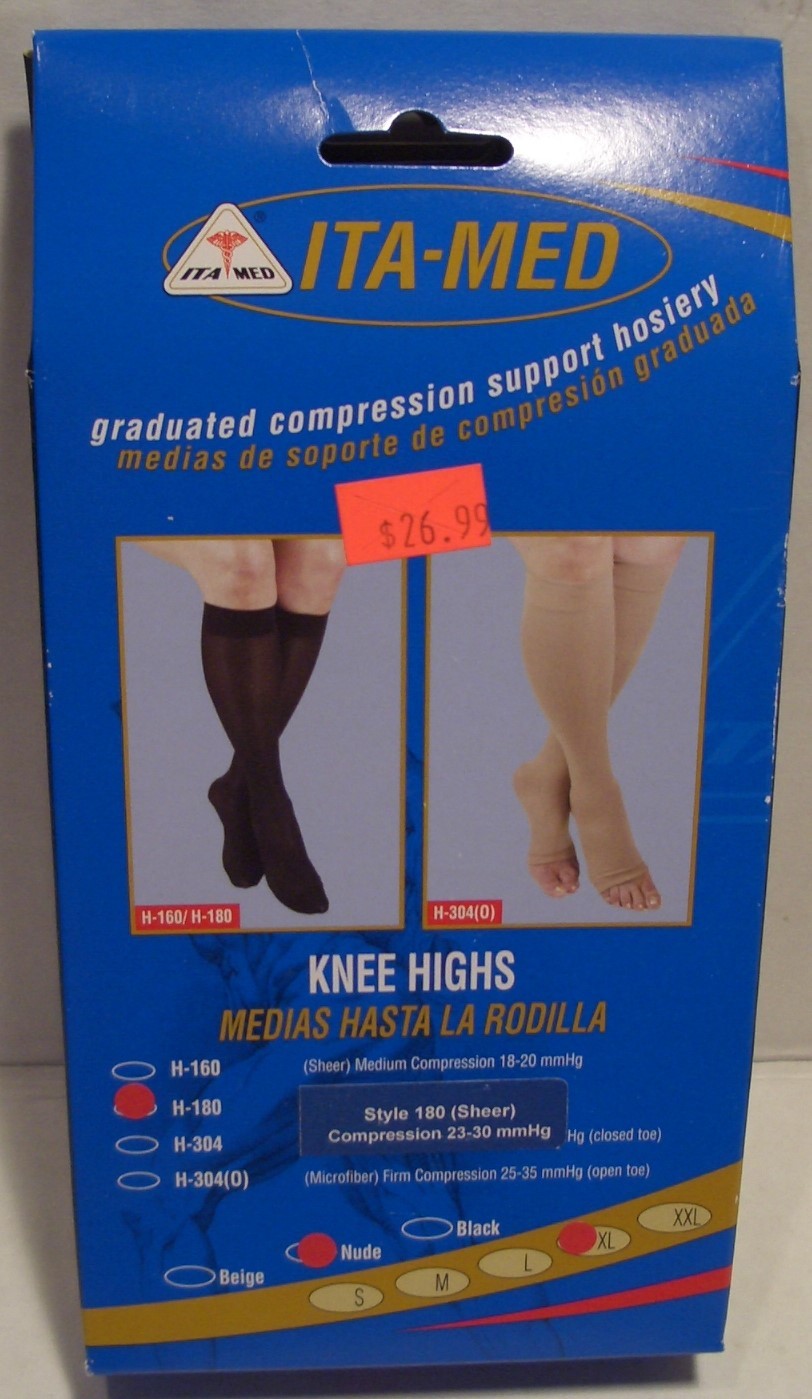 ITA MED
®
ITA-MED
graduated compression support hosiery
medias de soporte de compresión graduada
$26.99
H-160/ H-180
H-304(O)
KNEE HIGHS
MEDIAS HASTA LA RODILLA
H-160 (Sheer) Medium Compression 18-20 mmHg
H-180 Style 180 (Sheer)
Compression 23-30 mmHg
H-304 Hg (closed toe)
H-304(O) (Microfiber) Firm Compression 25-35 mmHg (open toe)
Beige Nude Black
S M L XL XXL